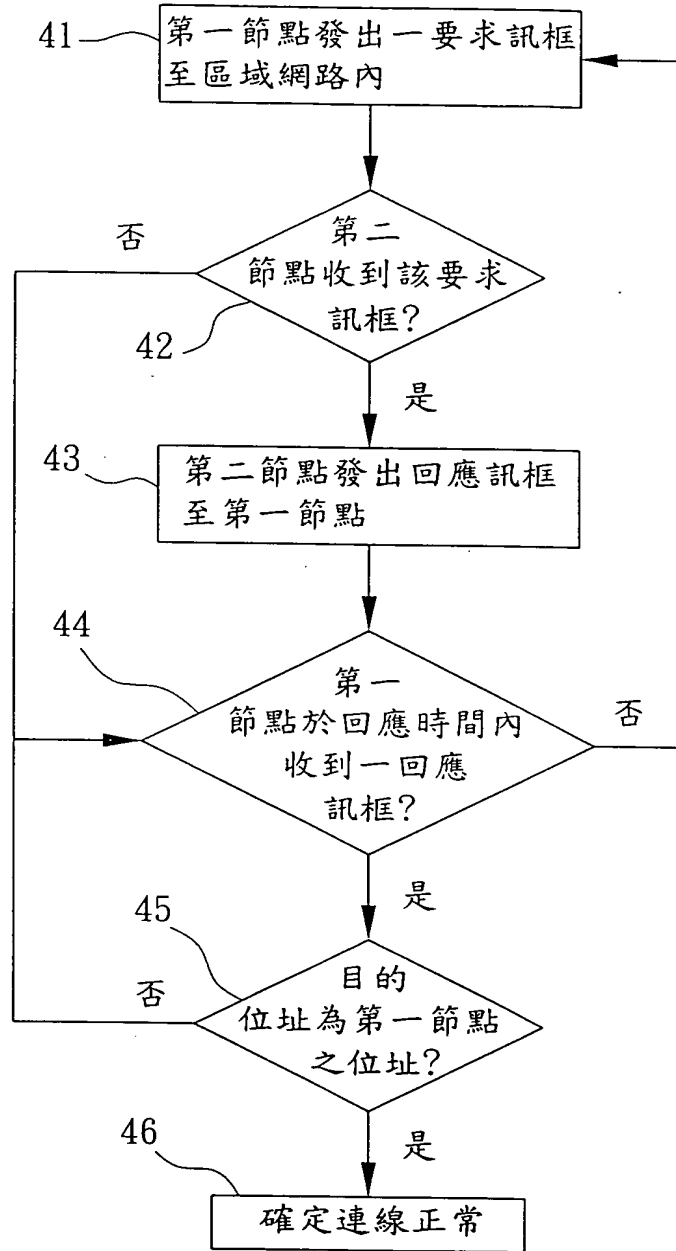 41
第一節點發出一要求訊框
至區域網路內
否
第二
節點收到該要求
訊框?
42
是
43
第二節點發出回應訊框
至第一節點
44
第一
節點於回應時間內
收到一回應
訊框?
否
是
45
否
目的
位址為第一節點
之位址?
46
是
確定連線正常